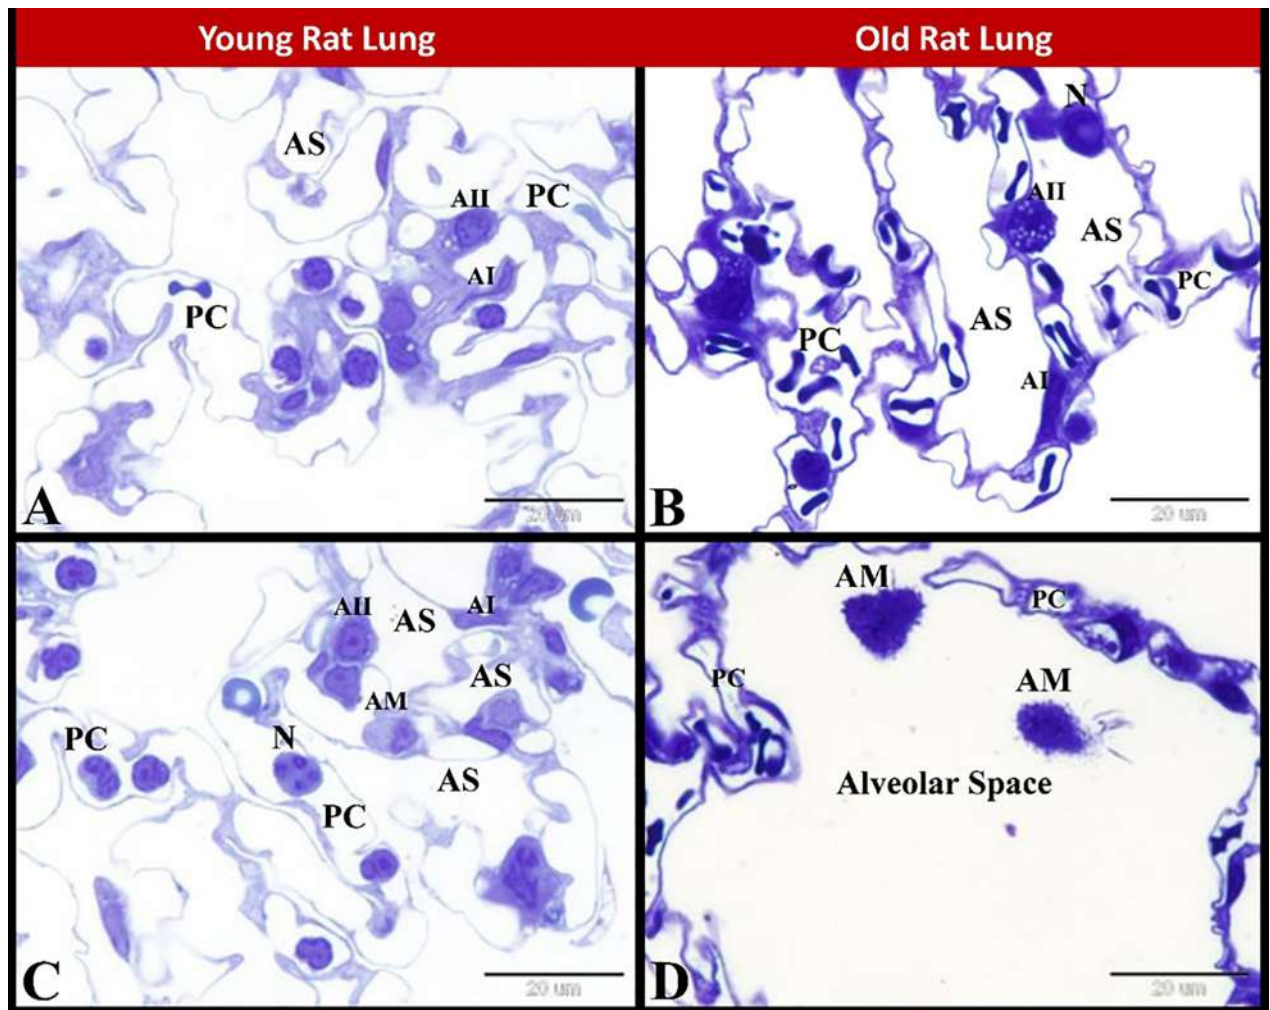 Young Rat Lung
Old Rat Lung
AS
AII
PC
AI
PC
A
20 um
N
AII
AS
PC
AS
PC
AI
B
20 um
AII
AS
AI
AS
AM
PC
N
AS
PC
C
20 um
AM
PC
PC
AM
Alveolar Space
D
20 um